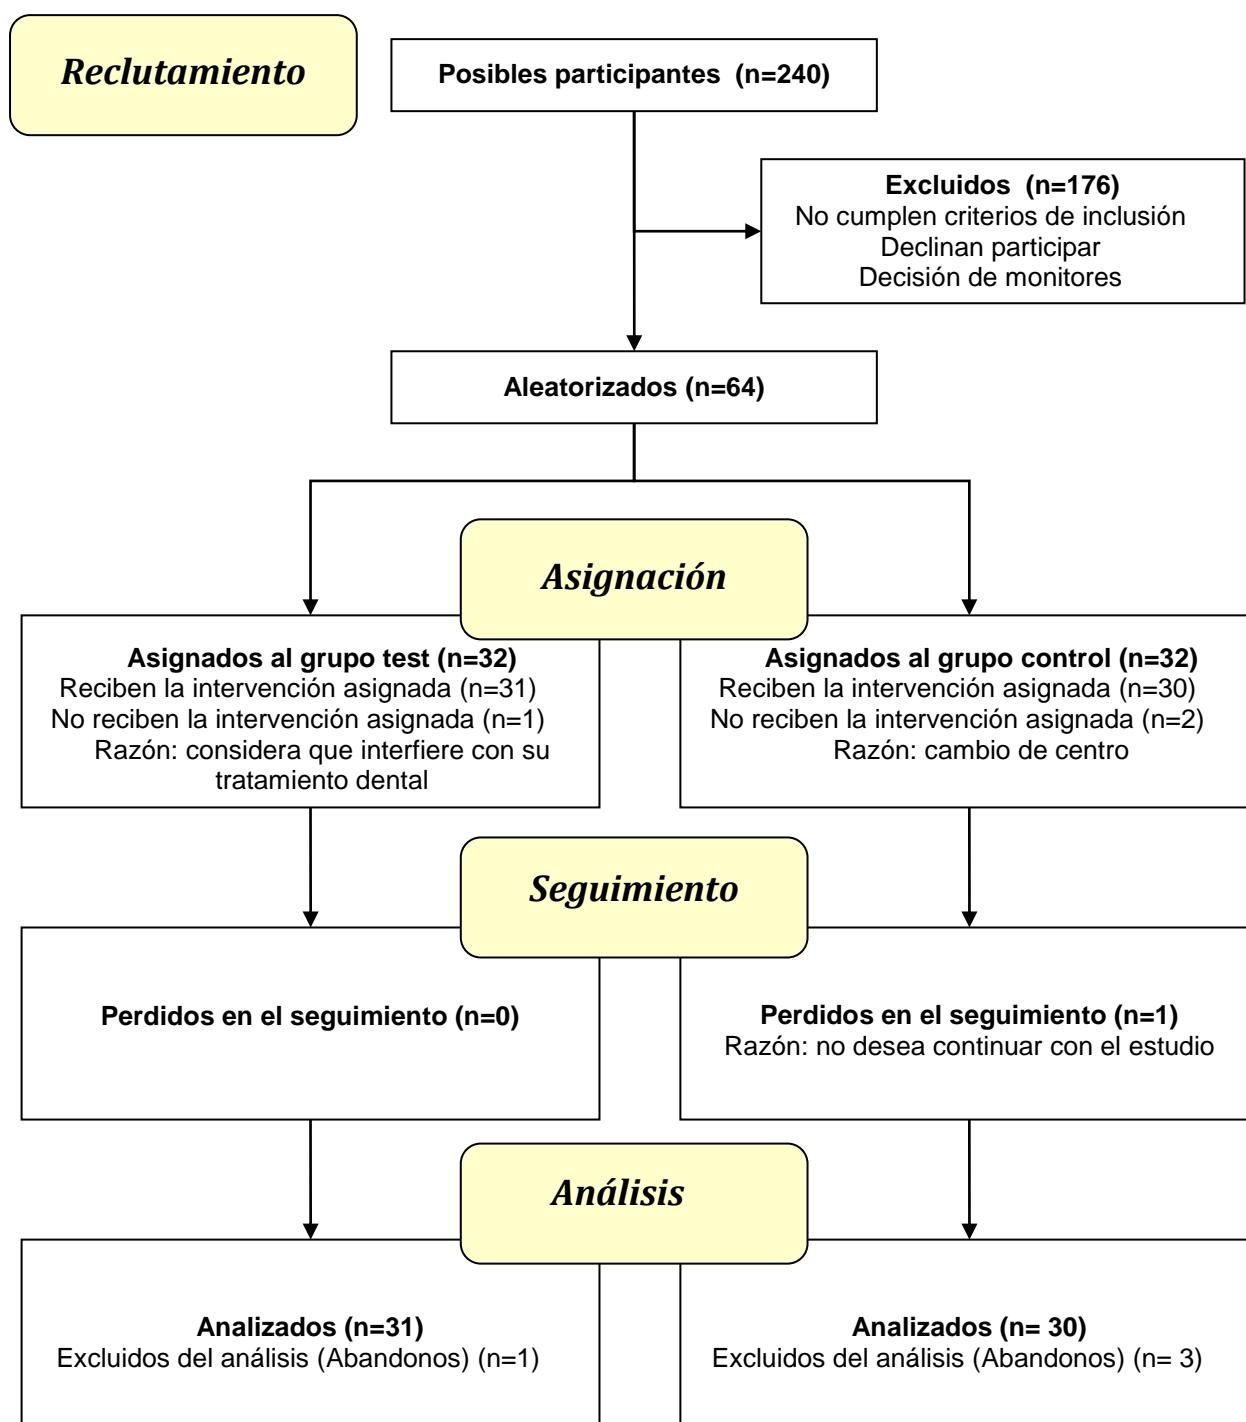 Reclutamiento
Posibles participantes (n=240)
Excluidos (n=176)
No cumplen criterios de inclusión
Declinan participar
Decisión de monitores
Aleatorizados (n=64)
Asignación
Asignados al grupo test (n=32)
Reciben la intervención asignada (n=31)
No reciben la intervención asignada (n=1)
Razón: considera que interfiere con su
tratamiento dental
Asignados al grupo control (n=32)
Reciben la intervención asignada (n=30)
No reciben la intervención asignada (n=2)
Razón: cambio de centro
Seguimiento
Perdidos en el seguimiento (n=0)
Perdidos en el seguimiento (n=1)
Razón: no desea continuar con el estudio
Análisis
Analizados (n=31)
Excluidos del análisis (Abandonos) (n=1)
Analizados (n= 30)
Excluidos del análisis (Abandonos) (n= 3)